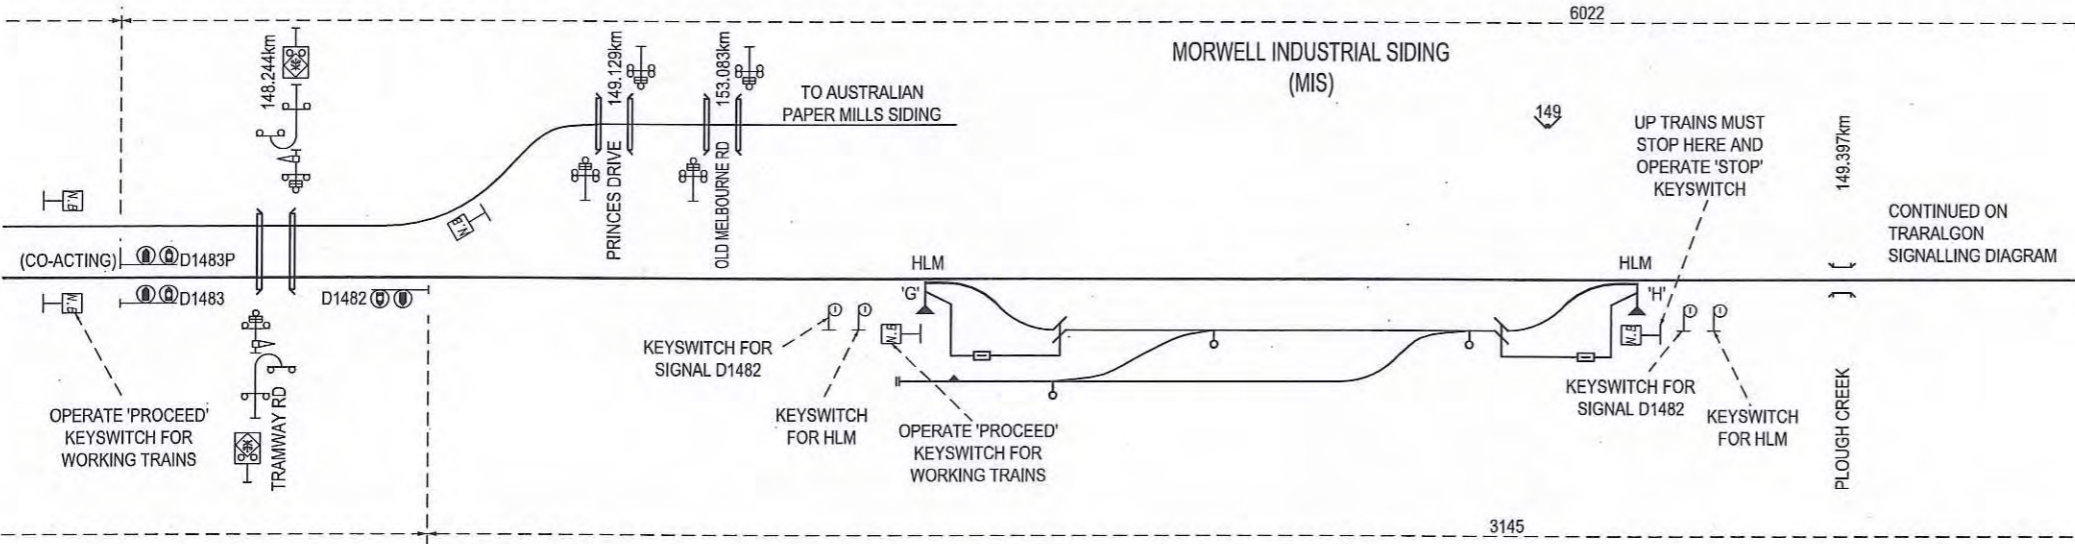 6022
MORWELL INDUSTRIAL SIDING
(MIS)
148.244km
149.129km
153.083km
TO AUSTRALIAN
PAPER MILLS SIDING
149
UP TRAINS MUST
STOP HERE AND
OPERATE 'STOP'
KEYSWITCH
149.397km
CONTINUED ON
TRARALGON
SIGNALLING DIAGRAM
N.B
N.B
PRINCES DRIVE
OLD MELBOURNE RD
(CO-ACTING)
D1483P
HLM
HLM
N.B
D1483
D1482
'G'
'H'
N.B
N.B
KEYSWITCH FOR
SIGNAL D1482
KEYSWITCH
FOR HLM
OPERATE 'PROCEED'
KEYSWITCH FOR
WORKING TRAINS
KEYSWITCH FOR
SIGNAL D1482
KEYSWITCH
FOR HLM
OPERATE 'PROCEED'
KEYSWITCH FOR
WORKING TRAINS
TRAMWAY RD
PLOUGH CREEK
3145